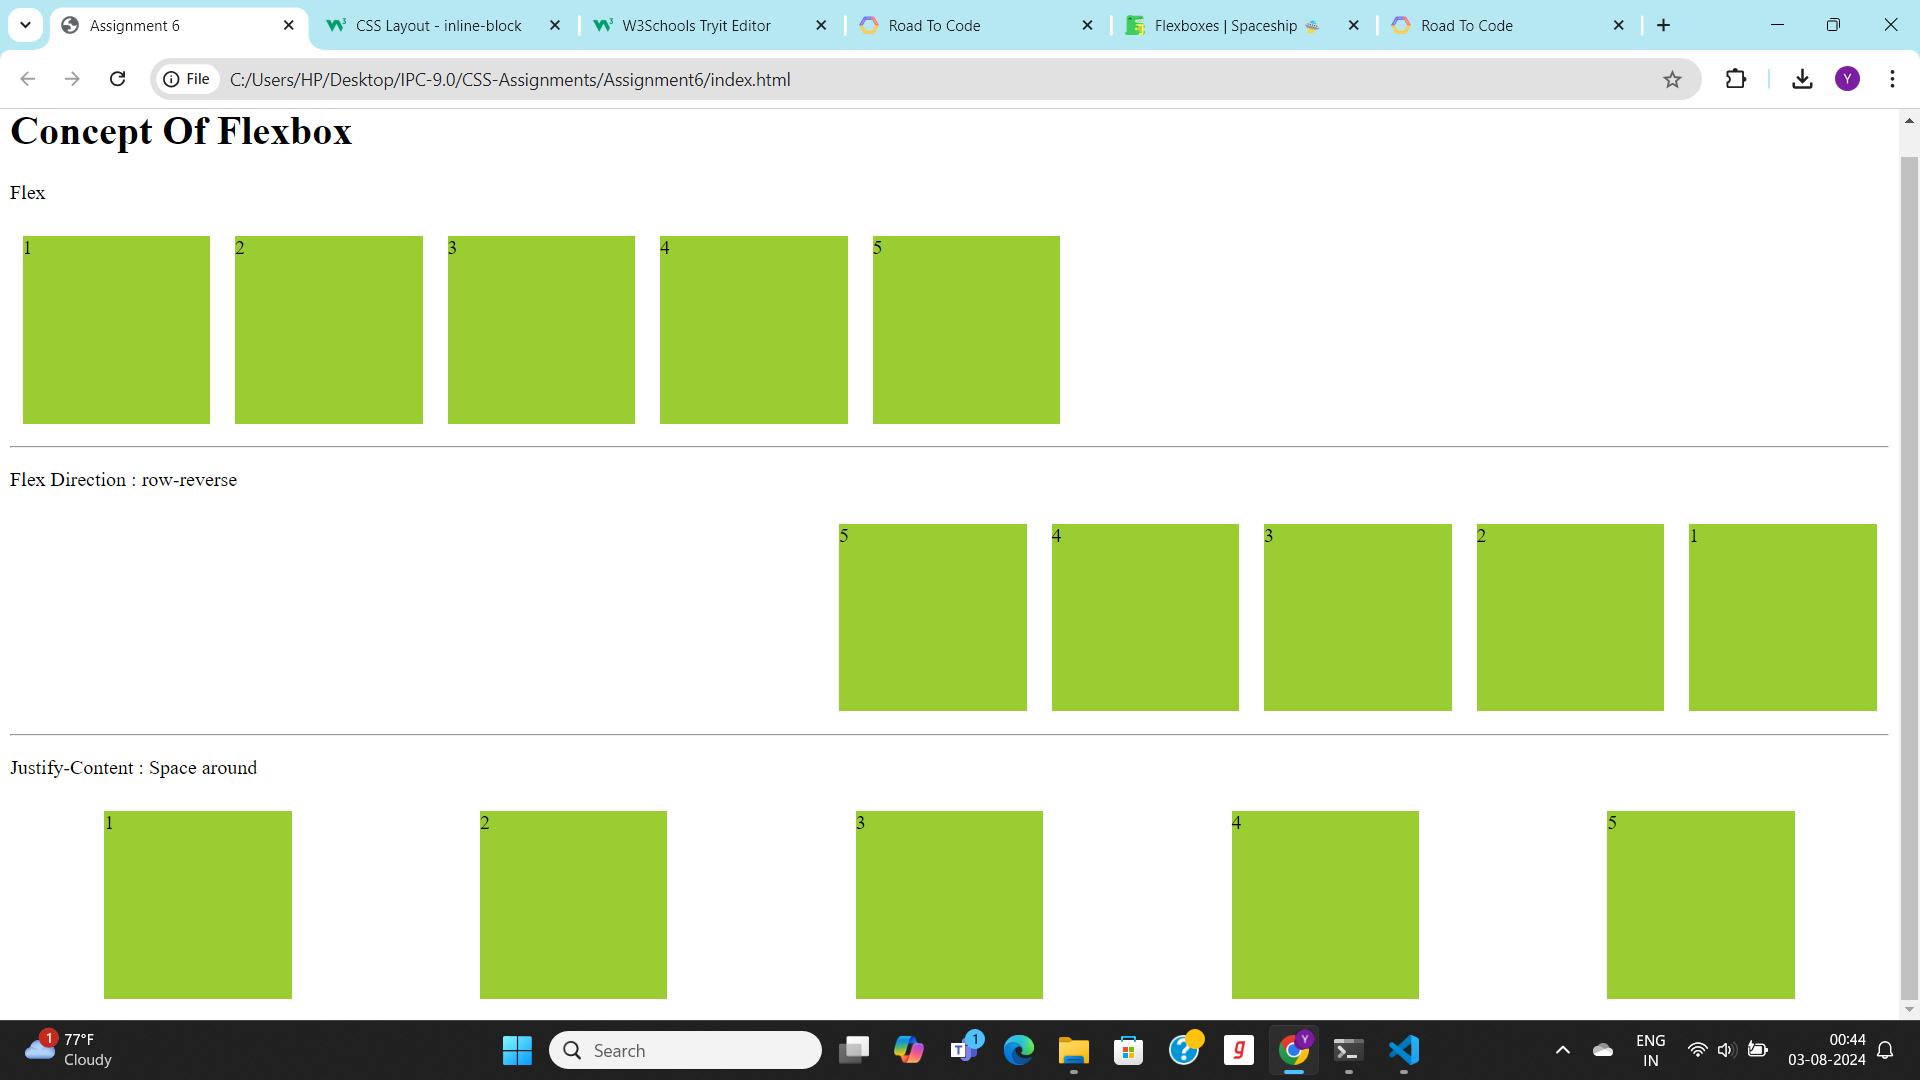 Assignment 6
CSS Layout - inline-block
W3Schools Tryit Editor
Road To Code
Flexboxes | Spaceship
Road To Code
File
C:/Users/HP/Desktop/IPC-9.0/CSS-Assignments/Assignment6/index.html
Y
Concept Of Flexbox
Flex
1 2 3 4 5
Flex Direction : row-reverse
5 4 3 2 1
Justify-Content : Space around
1 2 3 4 5
1
77°F
Cloudy
Search
1
T
g
Y
ENG
IN
00:44
03-08-2024